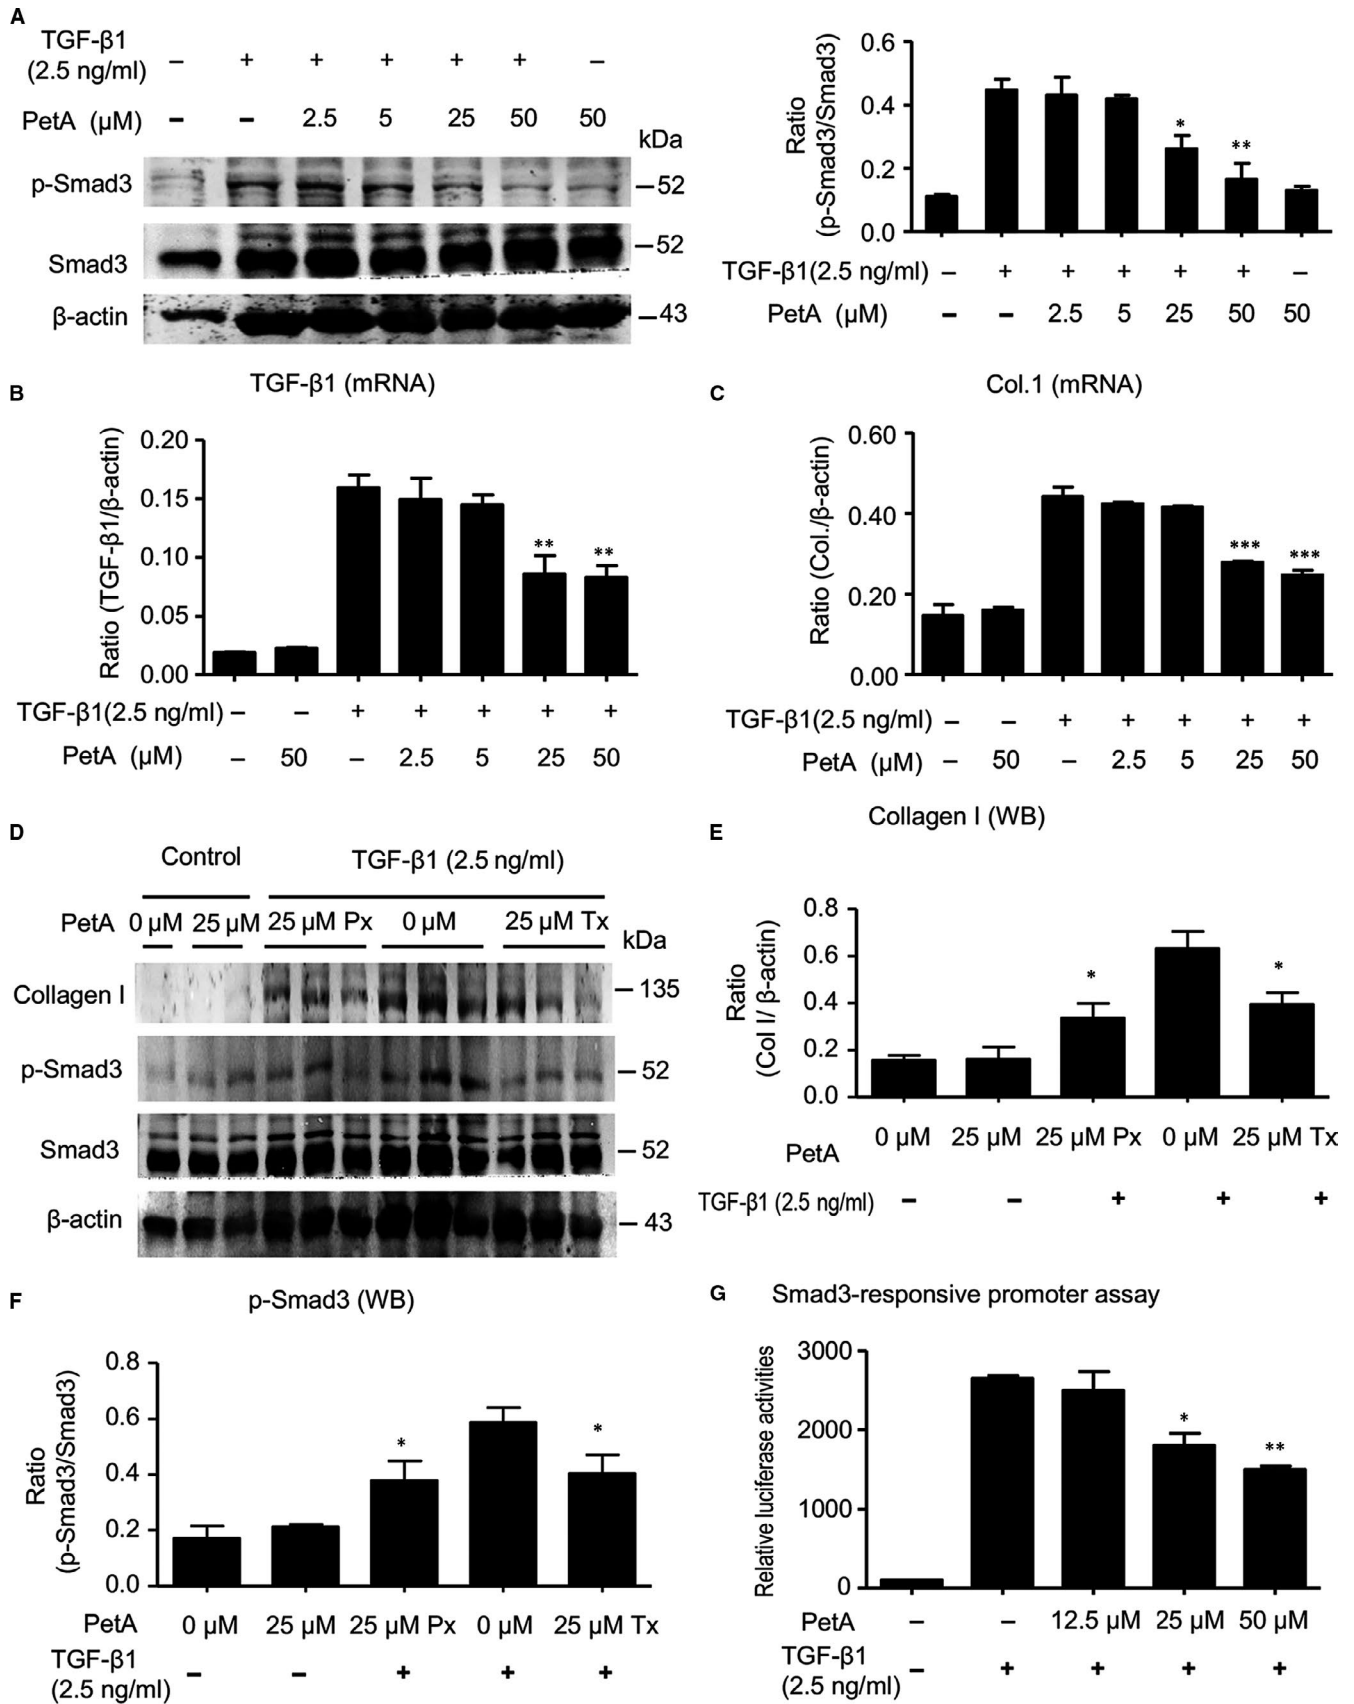 A
TGF-β1
(2.5 ng/ml) – + + + + + –
PetA (μM) – – 2.5 5 25 50 50
kDa
p-Smad3 – 52
Smad3 – 52
β-actin – 43
Ratio
(p-Smad3/Smad3)
0.6
0.4
0.2
0.0
* **
TGF-β1(2.5 ng/ml) – + + + + + –
PetA (μM) – – 2.5 5 25 50 50
B
TGF-β1 (mRNA)
Ratio (TGF-β1/β-actin)
0.20
0.15
0.10
0.05
0.00
** **
TGF-β1(2.5 ng/ml) – – + + + + +
PetA (μM) – 50 – 2.5 5 25 50
C
Col.1 (mRNA)
Ratio (Col./β-actin)
0.60
0.40
0.20
0.00
*** ***
TGF-β1(2.5 ng/ml) – – + + + + +
PetA (μM) – 50 – 2.5 5 25 50
D
Control TGF-β1 (2.5 ng/ml)
PetA 0 μM 25 μM 25 μM Px 0 μM 25 μM Tx
kDa
Collagen I – 135
p-Smad3 – 52
Smad3 – 52
β-actin – 43
Collagen I (WB)
E
Ratio
(Col I/ β-actin)
0.8
0.6
0.4
0.2
0.0
* *
PetA 0 μM 25 μM 25 μM Px 0 μM 25 μM Tx
TGF-β1 (2.5 ng/ml) – – + + +
F
p-Smad3 (WB)
Ratio
(p-Smad3/Smad3)
0.8
0.6
0.4
0.2
0.0
* *
PetA 0 μM 25 μM 25 μM Px 0 μM 25 μM Tx
TGF-β1
(2.5 ng/ml) – – + + +
G
Smad3-responsive promoter assay
Relative luciferase activities
3000
2000
1000
0
* **
PetA – – 12.5 μM 25 μM 50 μM
TGF-β1
(2.5 ng/ml) – + + + +